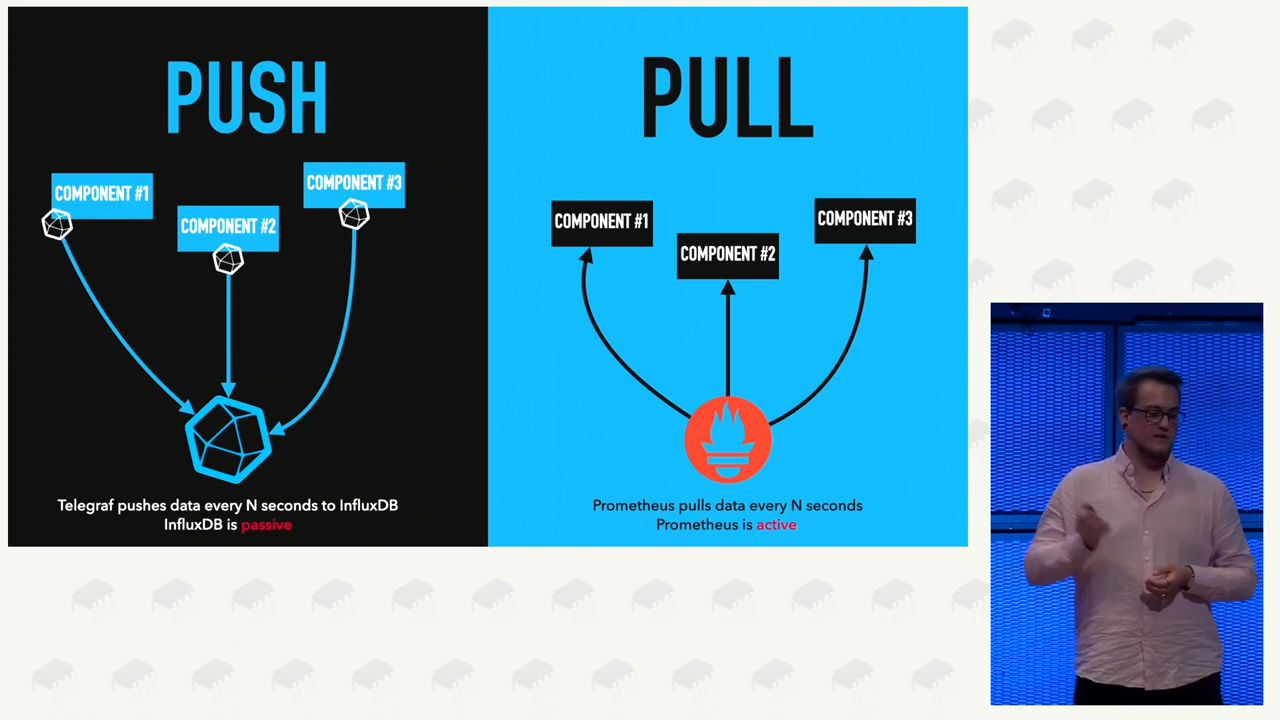 PUSH
COMPONENT #1
COMPONENT #2
COMPONENT #3
Telegraf pushes data every N seconds to InfluxDB
InfluxDB is passive
PULL
COMPONENT #1
COMPONENT #2
COMPONENT #3
Prometheus pulls data every N seconds
Prometheus is active